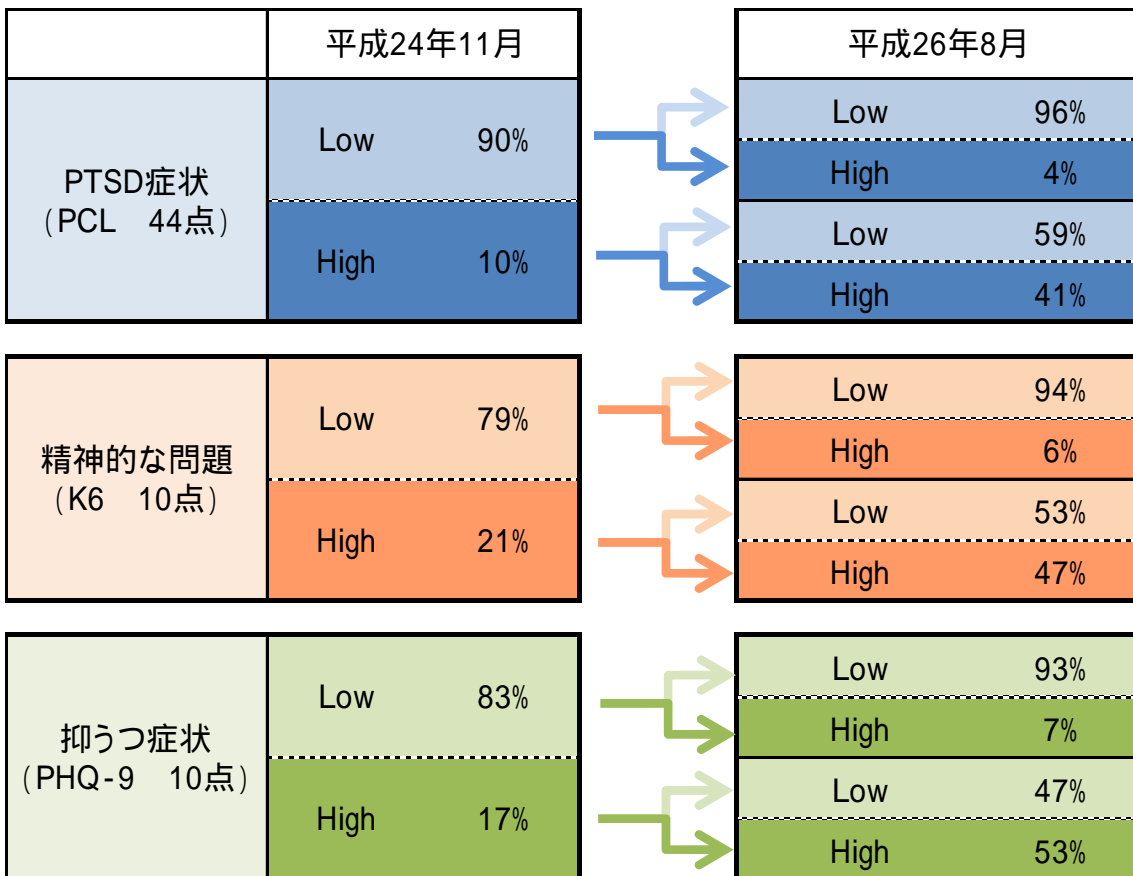 平成24年11月
平成26年8月
PTSD症状
(PCL 44点)
Low 90%
High 10%
Low 96%
High 4%
Low 59%
High 41%
精神的な問題
(K6 10点)
Low 79%
High 21%
Low 94%
High 6%
Low 53%
High 47%
抑うつ症状
(PHQ-9 10点)
Low 83%
High 17%
Low 93%
High 7%
Low 47%
High 53%